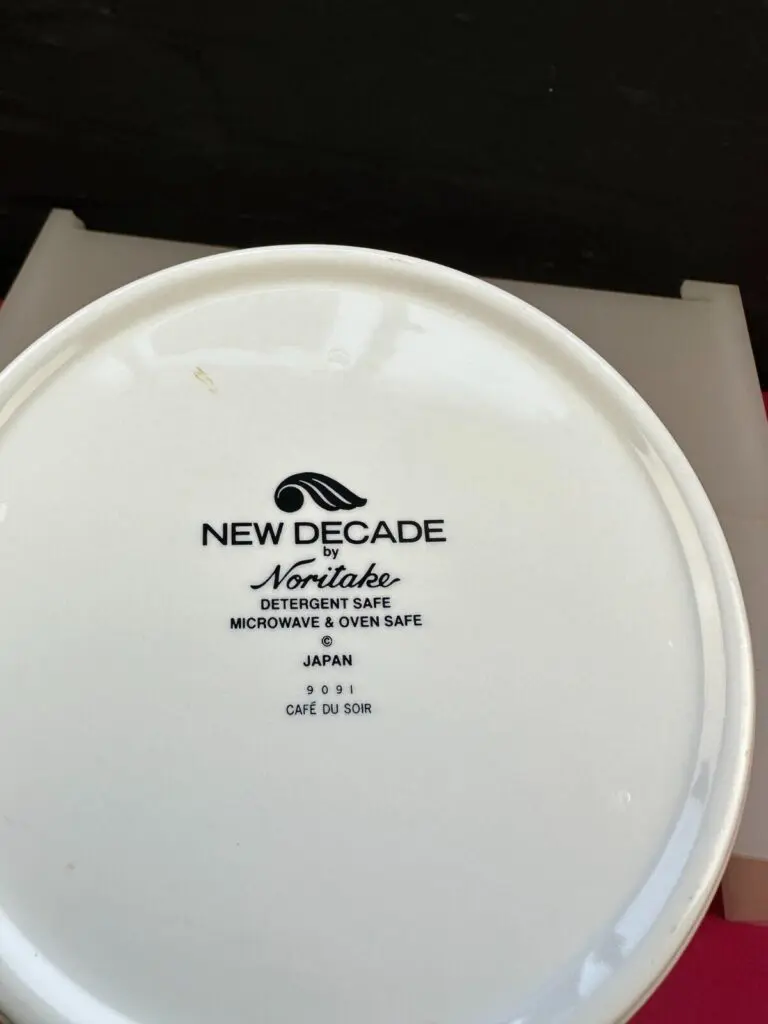 NEW DECADE
by
Noritake
DETERGENT SAFE
MICROWAVE & OVEN SAFE
©
JAPAN
9091
CAFÉ DU SOIR